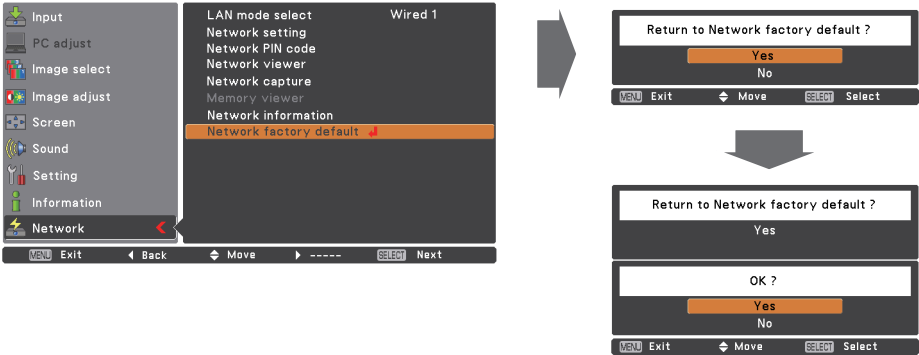 Input
PC adjust
Image select
Image adjust
Screen
Sound
Setting
Information
Network
LAN mode select Wired 1
Network setting
Network PIN code
Network viewer
Network capture
Memory viewer
Network information
Network factory default
MENU Exit Back Move ----- SELECT Next
Return to Network factory default ?
Yes
No
MENU Exit Move SELECT Select
Return to Network factory default ?
Yes
OK ?
Yes
No
MENU Exit Move SELECT Select